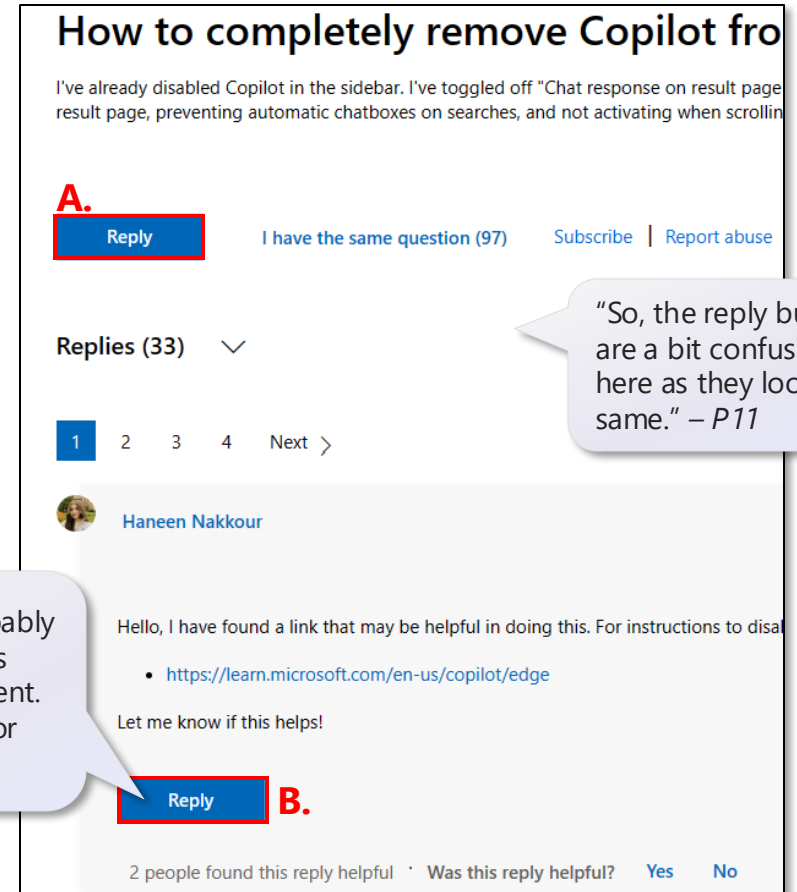 How to completely remove Copilot fro
I've already disabled Copilot in the sidebar. I've toggled off "Chat response on result page
result page, preventing automatic chatboxes on searches, and not activating when scrollin
A.
Reply
I have the same question (97) Subscribe | Report abuse
"So, the reply bu
are a bit confus
here as they loo
same." – P11
Replies (33)
1 2 3 4 Next >
Haneen Nakkour
Hello, I have found a link that may be helpful in doing this. For instructions to disal
• https://learn.microsoft.com/en-us/copilot/edge
Let me know if this helps!
ably
s
ent.
or
Reply
B.
2 people found this reply helpful · Was this reply helpful? Yes No